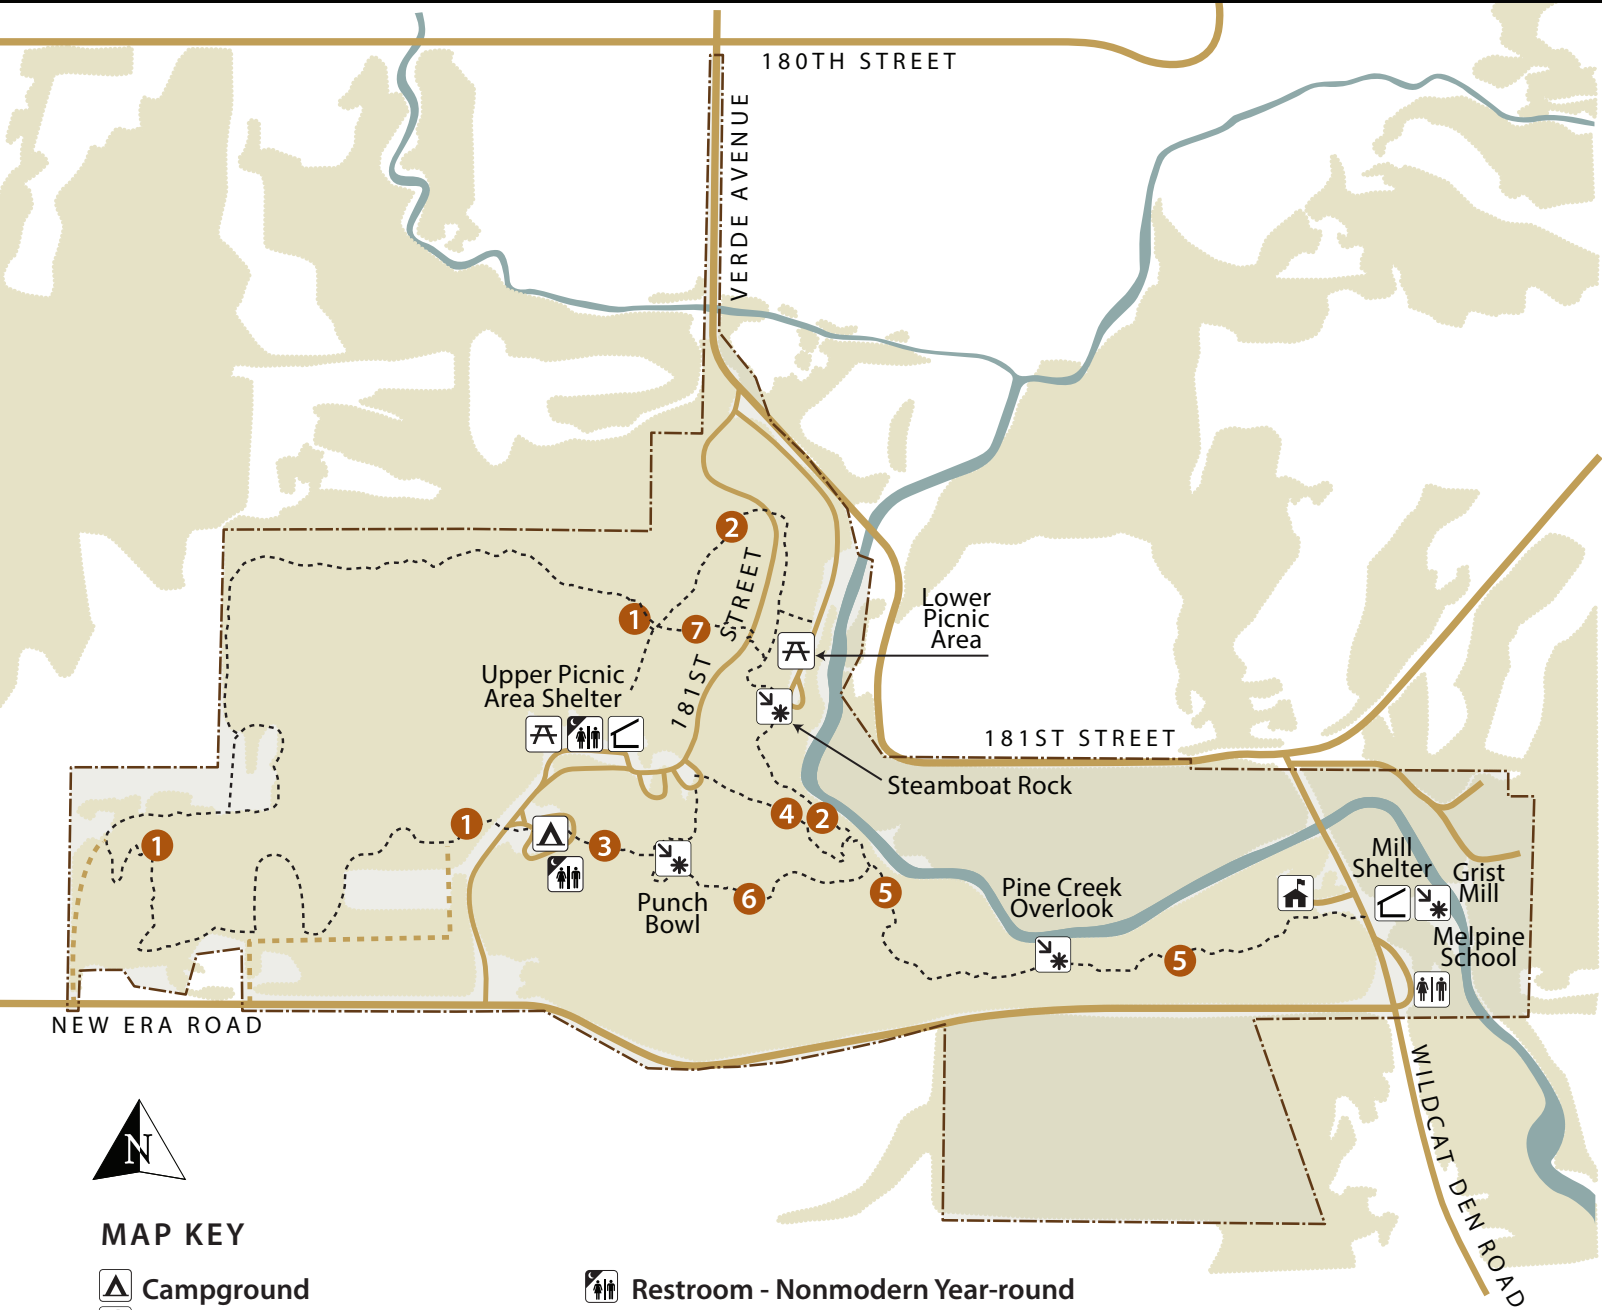 180TH STREET
VERDE AVENUE
2
181ST STREET
Lower
Picnic
Area
1
7
Upper Picnic
Area Shelter
181ST STREET
Steamboat Rock
4
2
1
3
1
Mill
Shelter
Grist
Mill
5
6
Punch
Bowl
Pine Creek
Overlook
Melpine
School
5
NEW ERA ROAD
WILDCAT DEN ROAD
N
MAP KEY
Campground
Restroom - Nonmodern Year-round